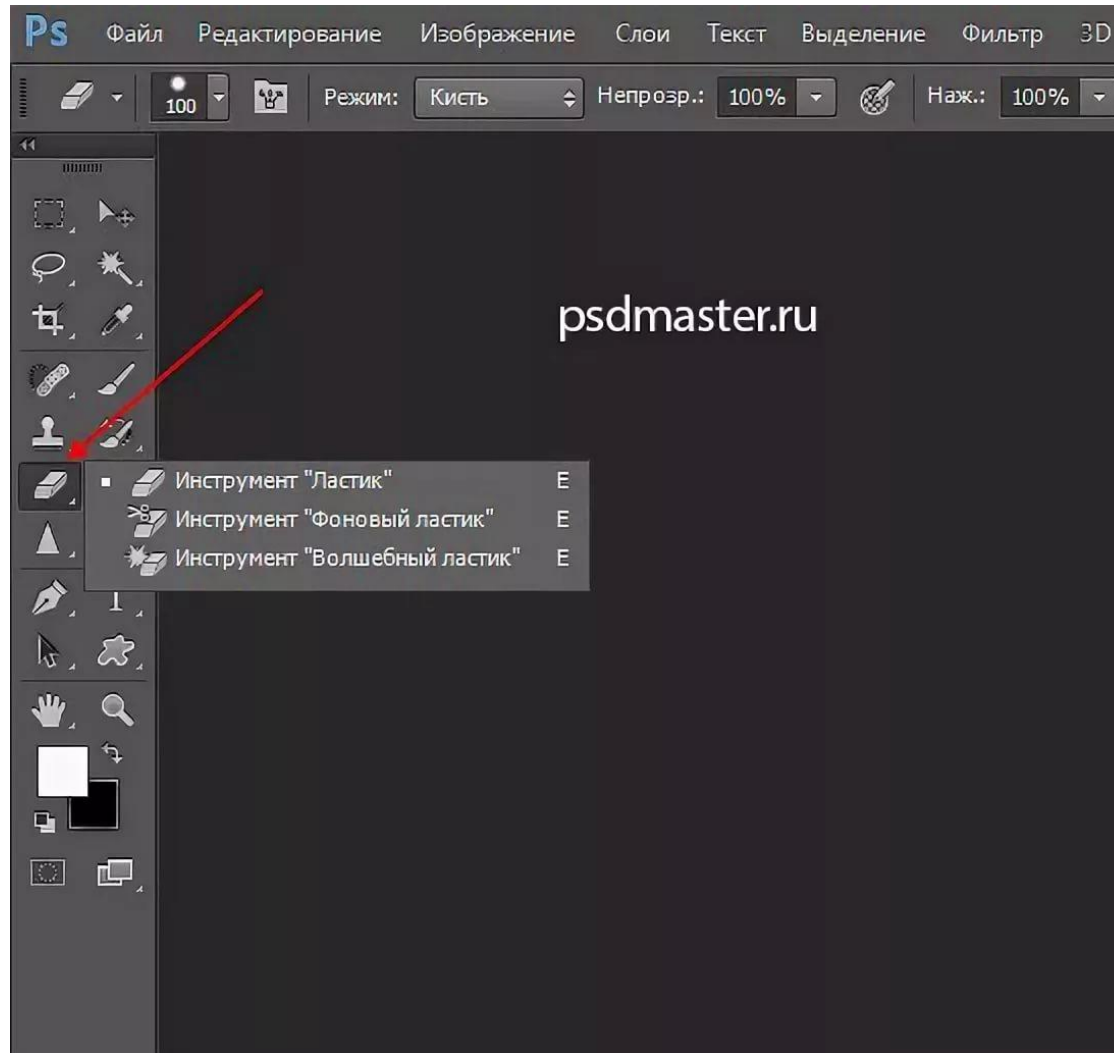 Ps Файл Редактирование Изображение Слои Текст Выделение Фильтр 3D
100 Режим: Кисть Непрозр.: 100% Наж.: 100%
psdmaster.ru
Инструмент "Ластик" E
Инструмент "Фоновый ластик" E
Инструмент "Волшебный ластик" E